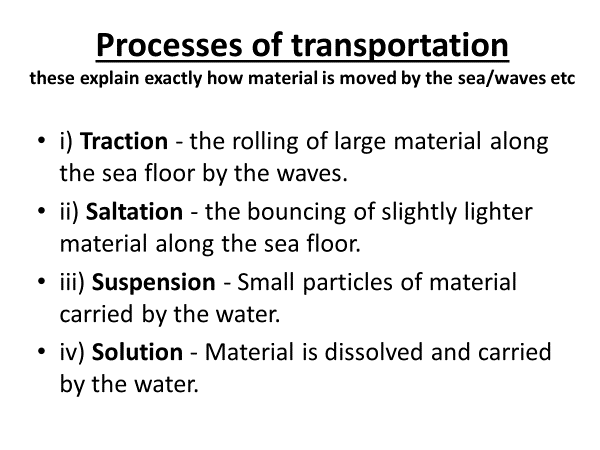 Processes of transportation
these explain exactly how material is moved by the sea/waves etc
• i) Traction - the rolling of large material along
the sea floor by the waves.
• ii) Saltation - the bouncing of slightly lighter
material along the sea floor.
• iii) Suspension - Small particles of material
carried by the water.
• iv) Solution - Material is dissolved and carried
by the water.